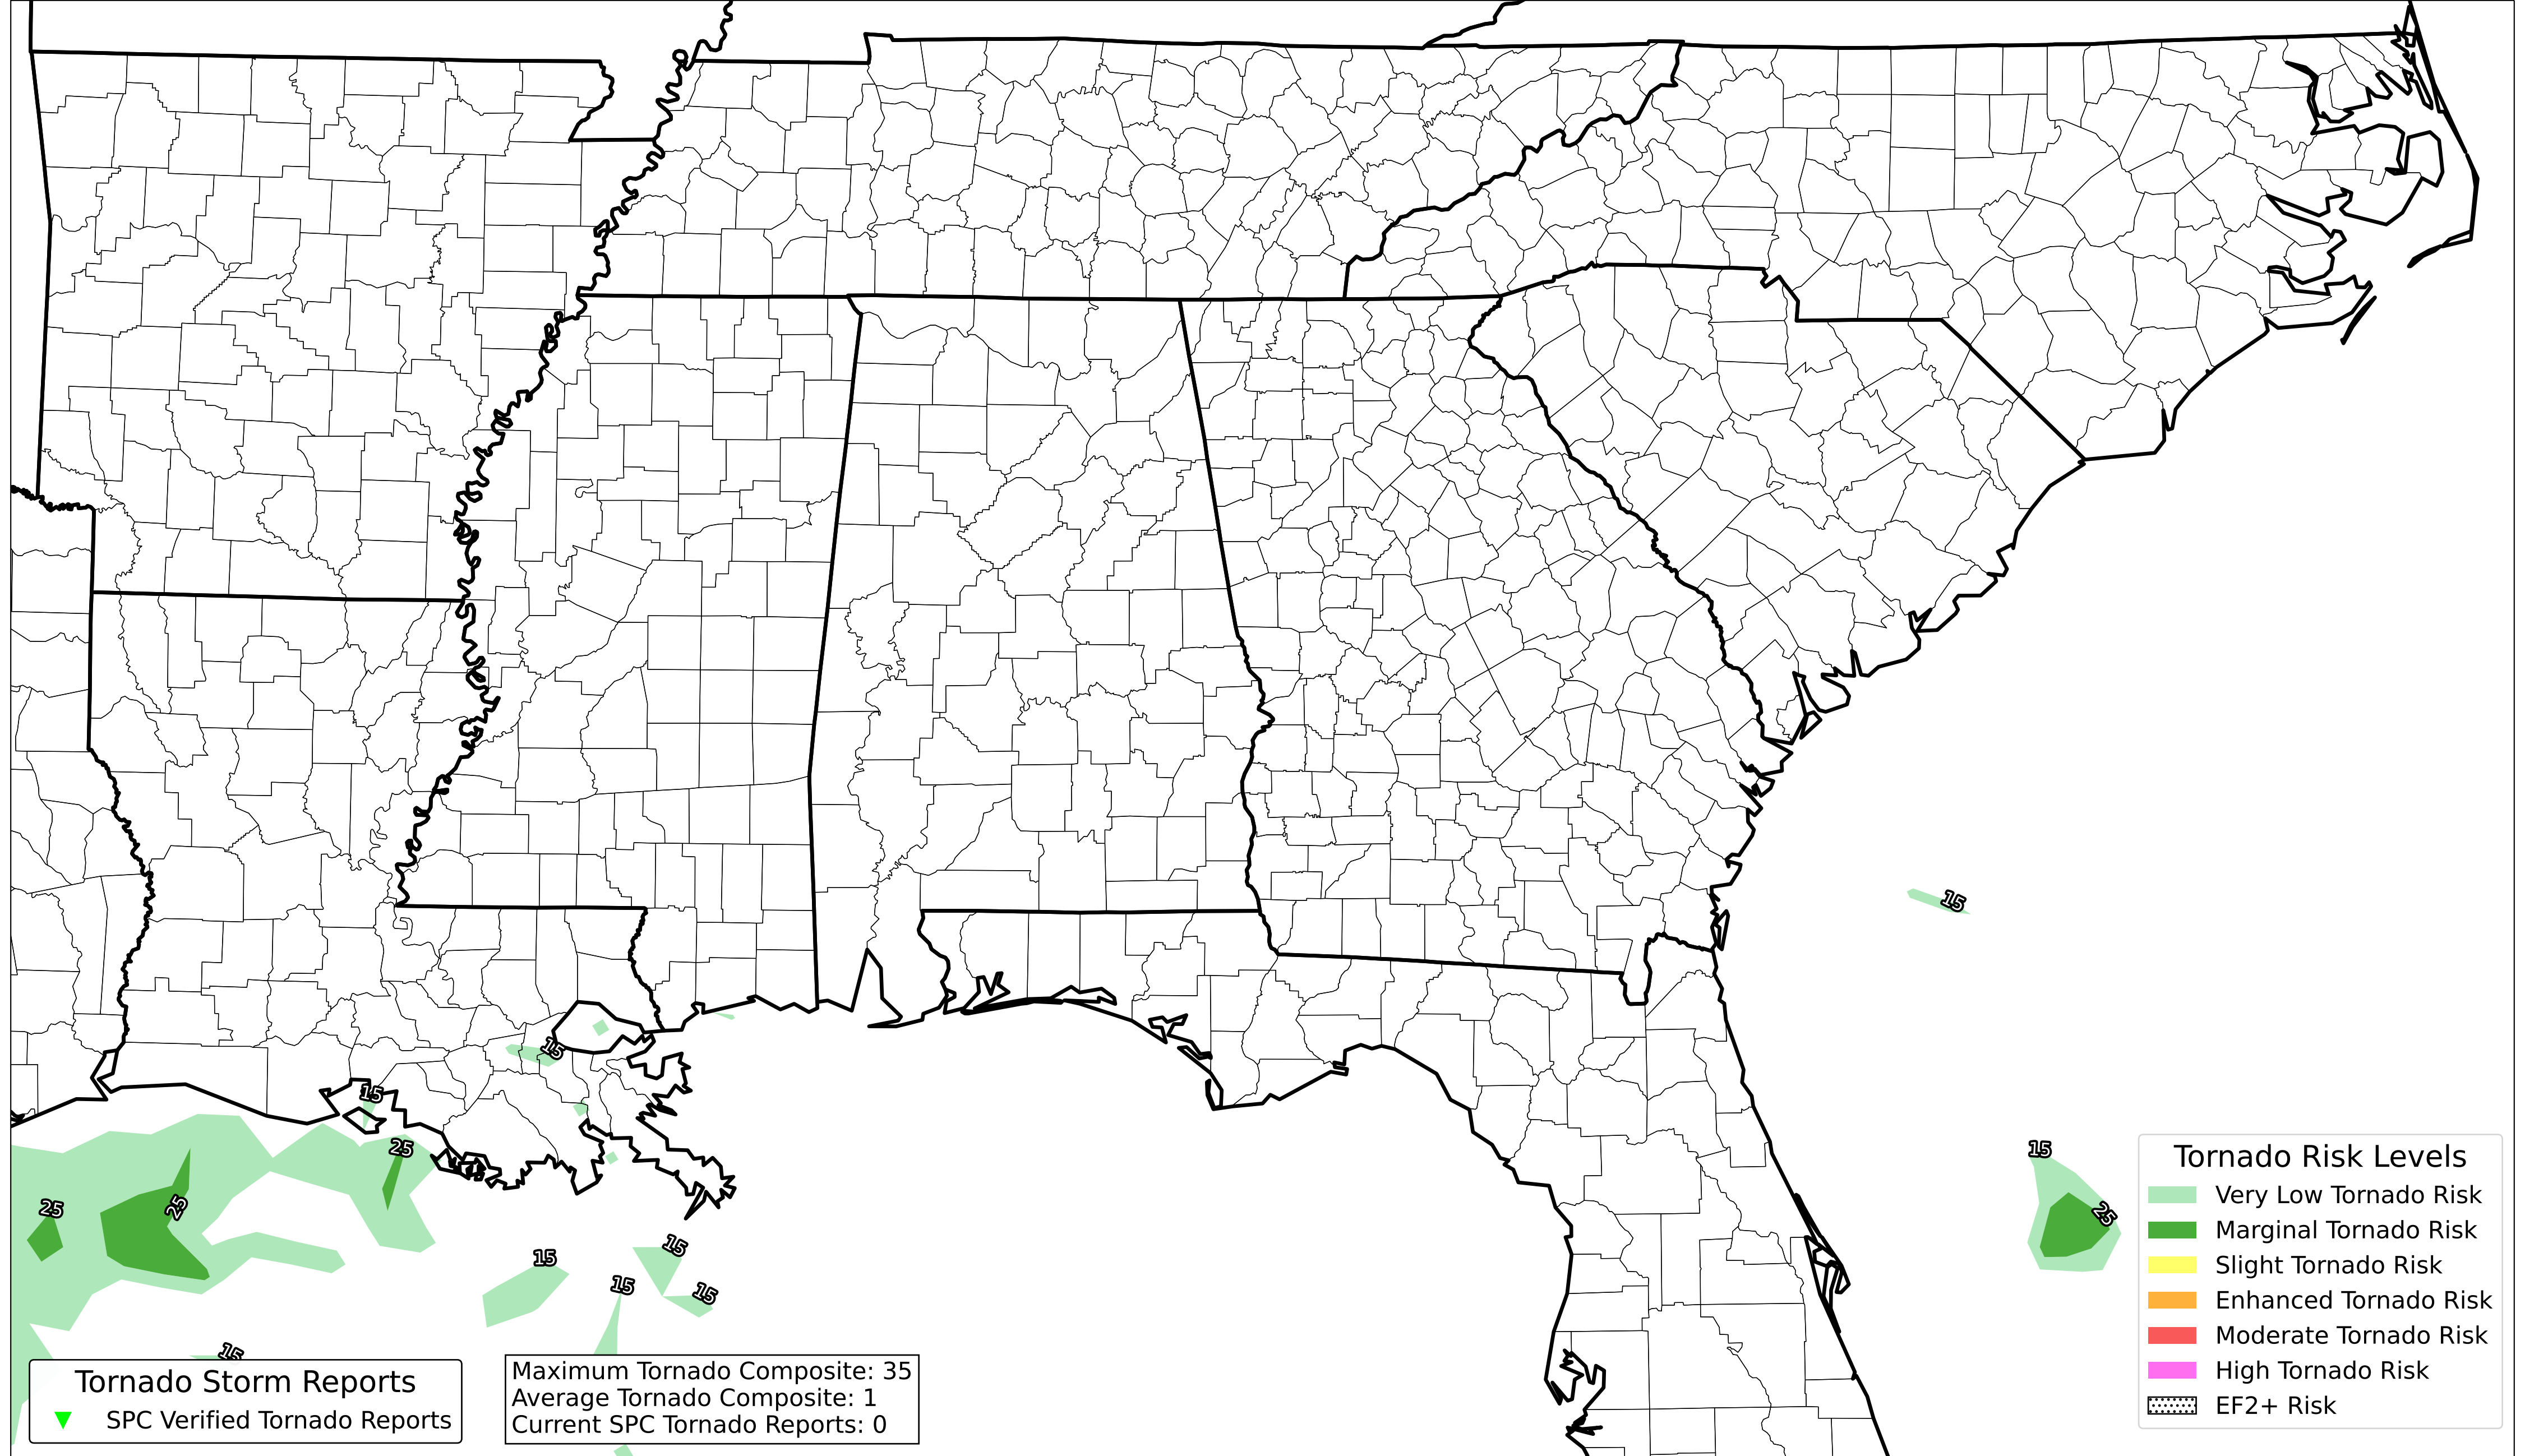 15
15
15
15
25
25
25
15
25
15
15
15
15
15
Tornado Risk Levels
Very Low Tornado Risk
Marginal Tornado Risk
Slight Tornado Risk
Enhanced Tornado Risk
Moderate Tornado Risk
High Tornado Risk
EF2+ Risk
Tornado Storm Reports
SPC Verified Tornado Reports
Maximum Tornado Composite: 35
Average Tornado Composite: 1
Current SPC Tornado Reports: 0